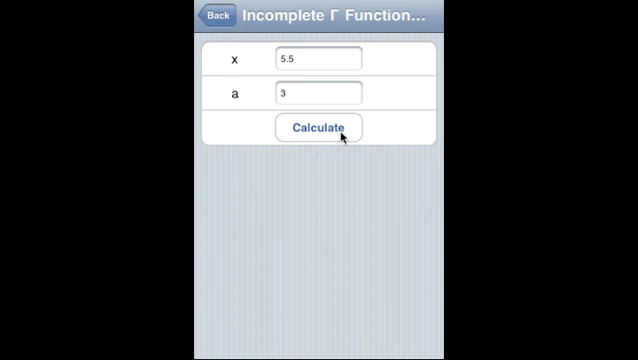 Back
Incomplete Γ Function...
x 5.5
a 3
Calculate